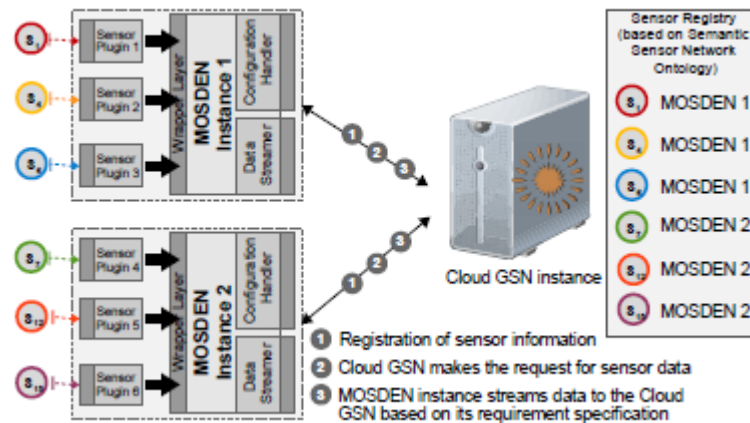 S1
Sensor
Plugin 1
S4
Sensor
Plugin 2
S6
Sensor
Plugin 3
Wrapper Layer
MOSDEN
Instance 1
Configuration
Handler
Data
Streamer
S7
Sensor
Plugin 4
S12
Sensor
Plugin 5
S19
Sensor
Plugin 6
Wrapper Layer
MOSDEN
Instance 2
Configuration
Handler
Data
Streamer
1
2
3
3
2
1
Cloud GSN instance
1 Registration of sensor information
2 Cloud GSN makes the request for sensor data
3 MOSDEN instance streams data to the Cloud
GSN based on its requirement specification
Sensor Registry
(based on Semantic
Sensor Network
Ontology)
S1 MOSDEN 1
S4 MOSDEN 1
S6 MOSDEN 1
S7 MOSDEN 2
S12 MOSDEN 2
S19 MOSDEN 2